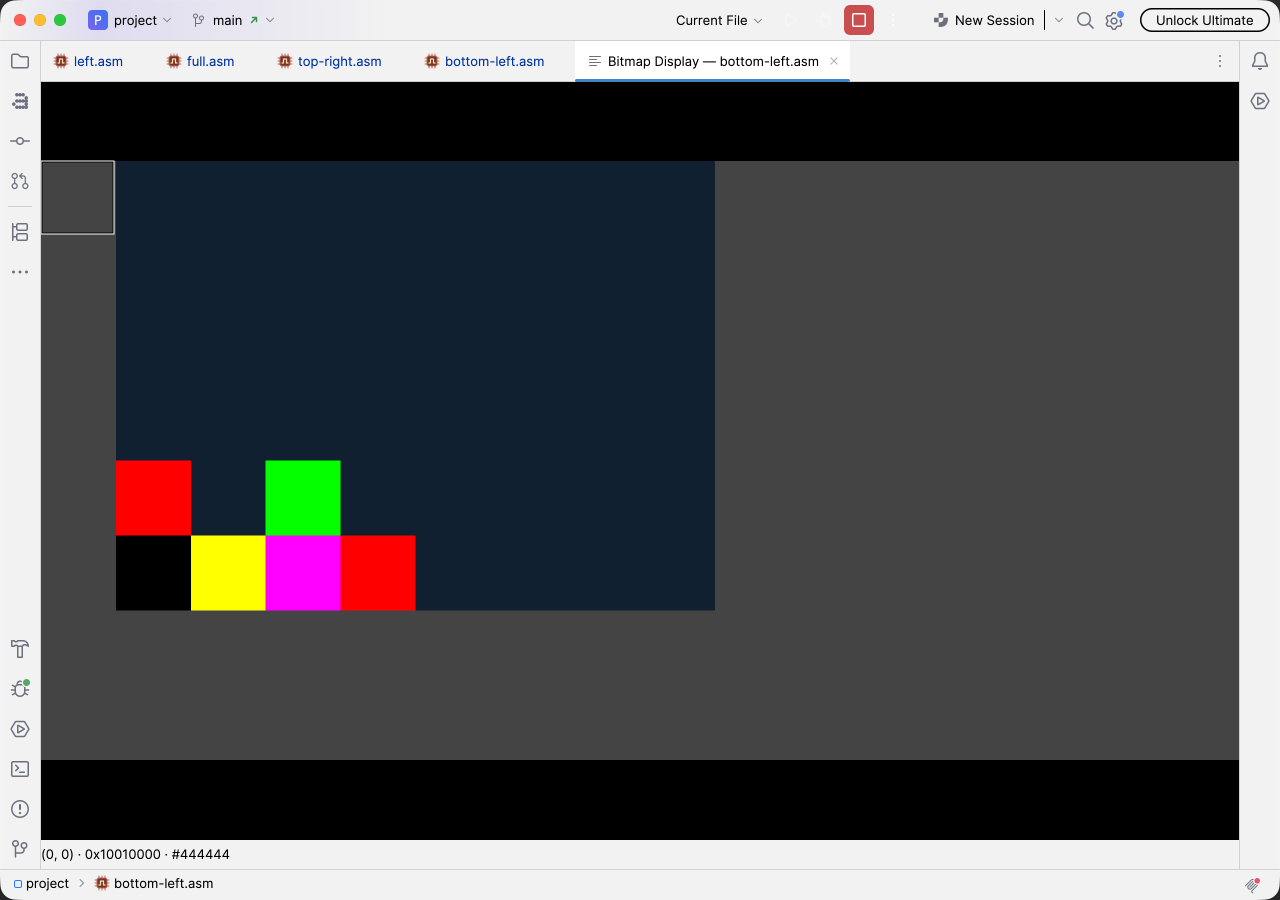 P project main Current File New Session Unlock Ultimate
left.asm full.asm top-right.asm bottom-left.asm Bitmap Display — bottom-left.asm
(0, 0) · 0x10010000 · #444444
project bottom-left.asm